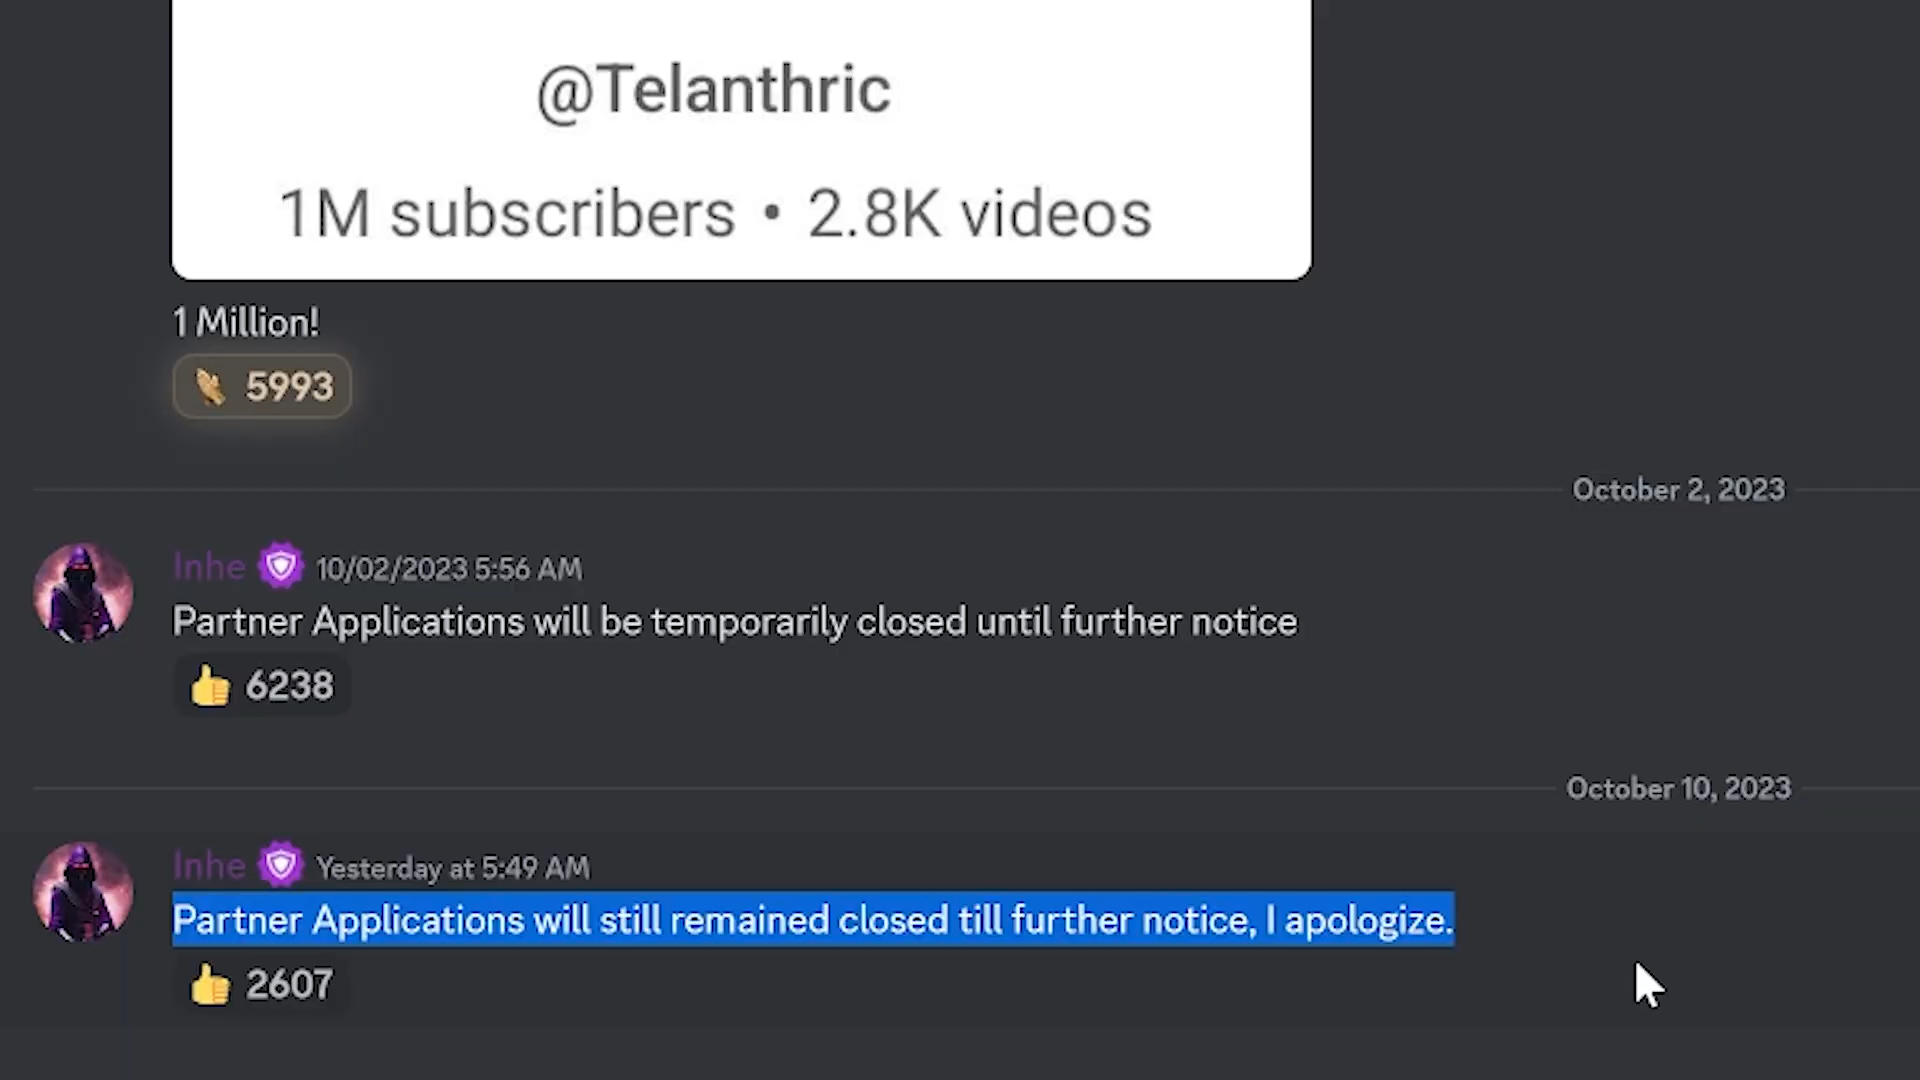 @Telanthric
1M subscribers • 2.8K videos
1 Million!
5993
October 2, 2023
Inhe 10/02/2023 5:56 AM
Partner Applications will be temporarily closed until further notice
6238
October 10, 2023
Inhe Yesterday at 5:49 AM
Partner Applications will still remained closed till further notice, I apologize.
2607